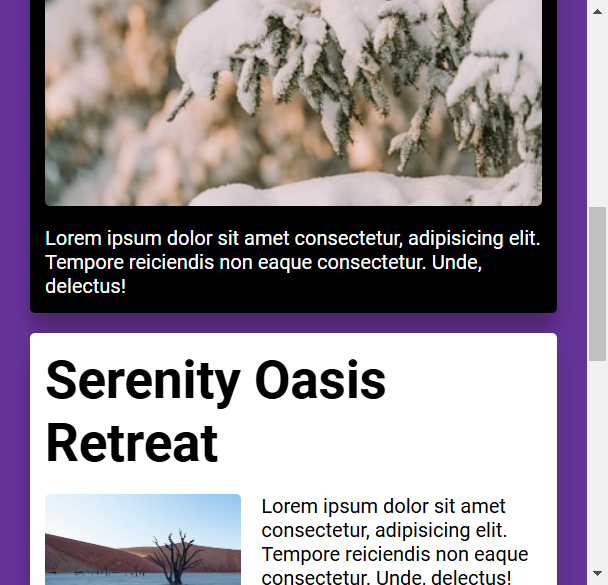 Lorem ipsum dolor sit amet consectetur, adipisicing elit.
Tempore reiciendis non eaque consectetur. Unde,
delectus!
Serenity Oasis
Retreat
Lorem ipsum dolor sit amet
consectetur, adipisicing elit.
Tempore reiciendis non eaque
consectetur. Unde, delectus!